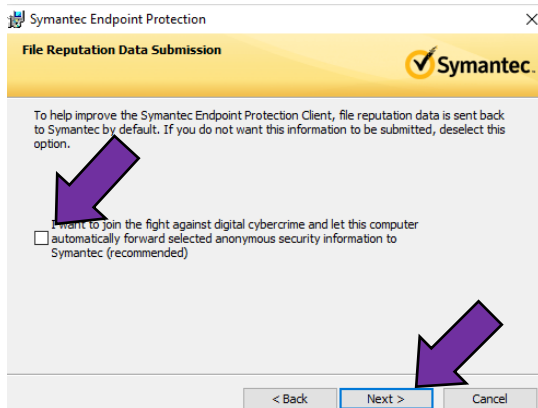 Symantec Endpoint Protection
File Reputation Data Submission
Symantec.
To help improve the Symantec Endpoint Protection Client, file reputation data is sent back
to Symantec by default. If you do not want this information to be submitted, deselect this
option.
I want to join the fight against digital cybercrime and let this computer
automatically forward selected anonymous security information to
Symantec (recommended)
< Back Next > Cancel